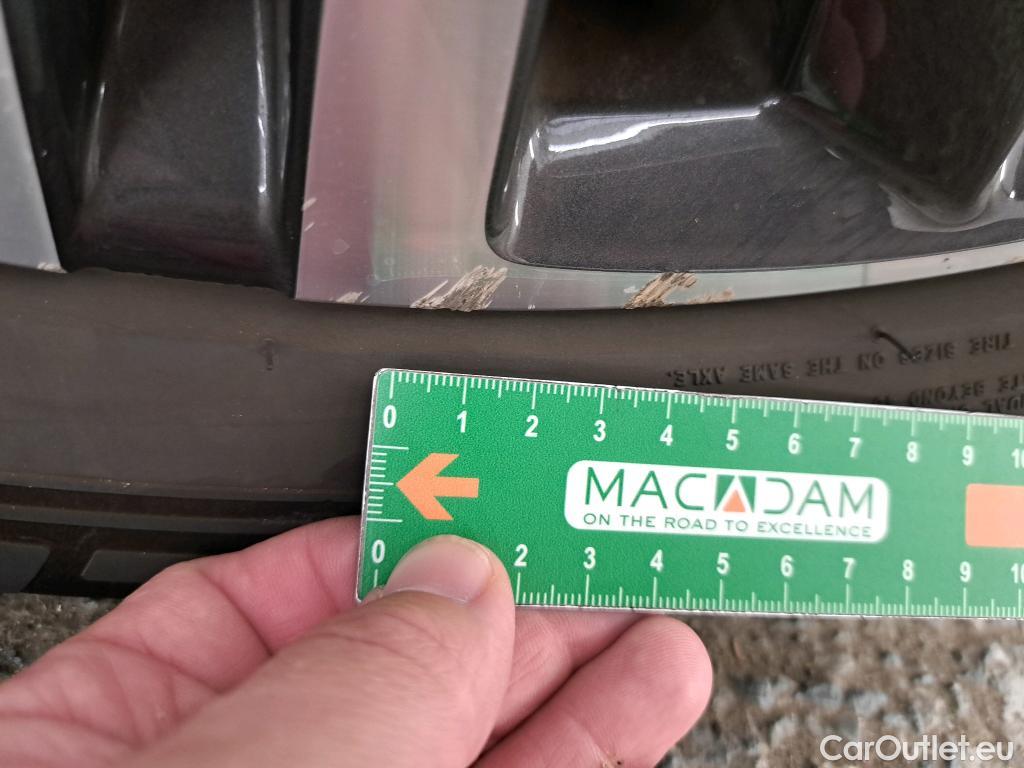 TIRE SIZES ON THE SAME AXLE.
BEYOND
0 1 2 3 4 5 6 7 8 9 10
MACADAM
ON THE ROAD TO EXCELLENCE
0 2 3 4 5 6 7 8 9 10
CarOutlet.eu